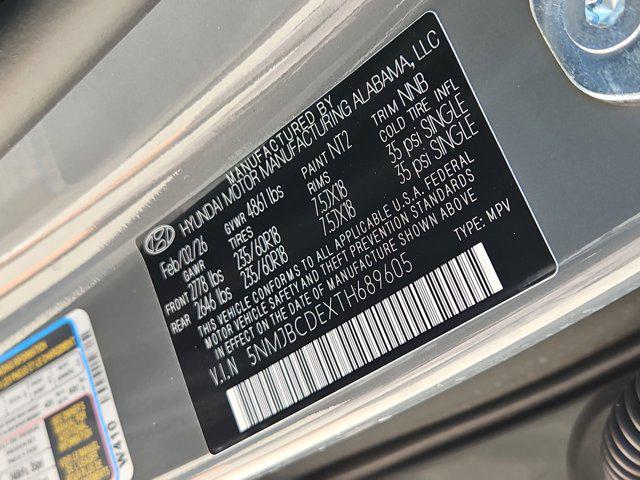 MANUFACTURED BY
HYUNDAI MOTOR MANUFACTURING ALABAMA, LLC
Feb/02/26 GVWR 4861 lbs PAINT NT2 TRIM NNB
GAWR TIRES RIMS COLD TIRE INFL
FRONT 2778 lbs 235/60R18 7.5JX18 35 psi SINGLE
REAR 2646 lbs 235/60R18 7.5JX18 35 psi SINGLE
THIS VEHICLE CONFORMS TO ALL APPLICABLE U.S.A. FEDERAL
MOTOR VEHICLE SAFETY AND THEFT PREVENTION STANDARDS
IN EFFECT ON THE DATE OF MANUFACTURE SHOWN ABOVE
V.I.N 5NMJBCDEXTH689605 TYPE: MPV
W410